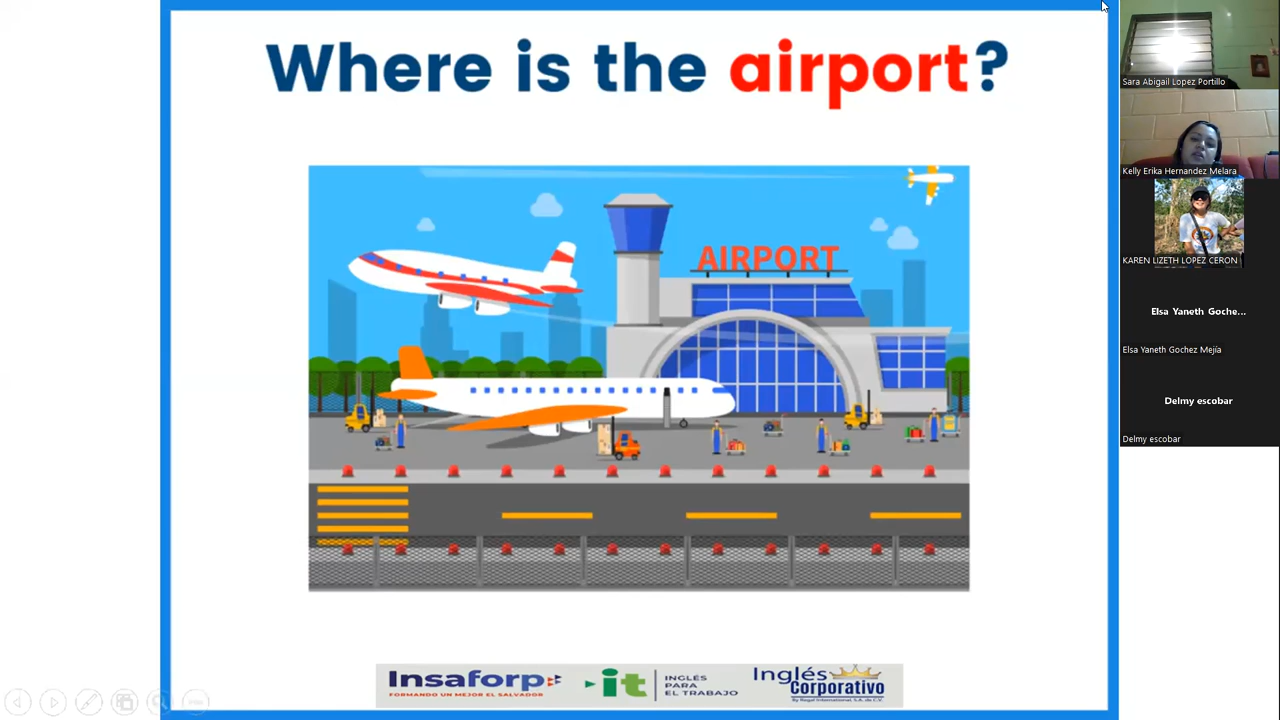 Where is the airport?
AIRPORT
Insaforp
FORMANDO UN MEJOR EL SALVADOR
it
INGLÉS
PARA
EL TRABAJO
Inglés
Corporativo
By Regal International, S.A. de C.V.
Sara Abigail Lopez Portillo
Kelly Erika Hernandez Melara
KAREN LIZETH LOPEZ CERON
Elsa Yaneth Goche...
Elsa Yaneth Gochez Mejía
Delmy escobar
Delmy escobar